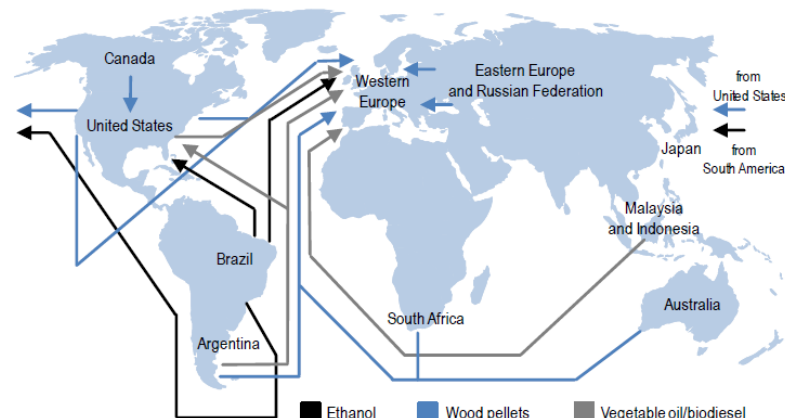 Canada
United States
Western
Europe
Eastern Europe
and Russian Federation
from
United States
Japan
from
South America
Malaysia
and Indonesia
Brazil
Argentina
South Africa
Australia
Ethanol
Wood pellets
Vegetable oil/biodiesel